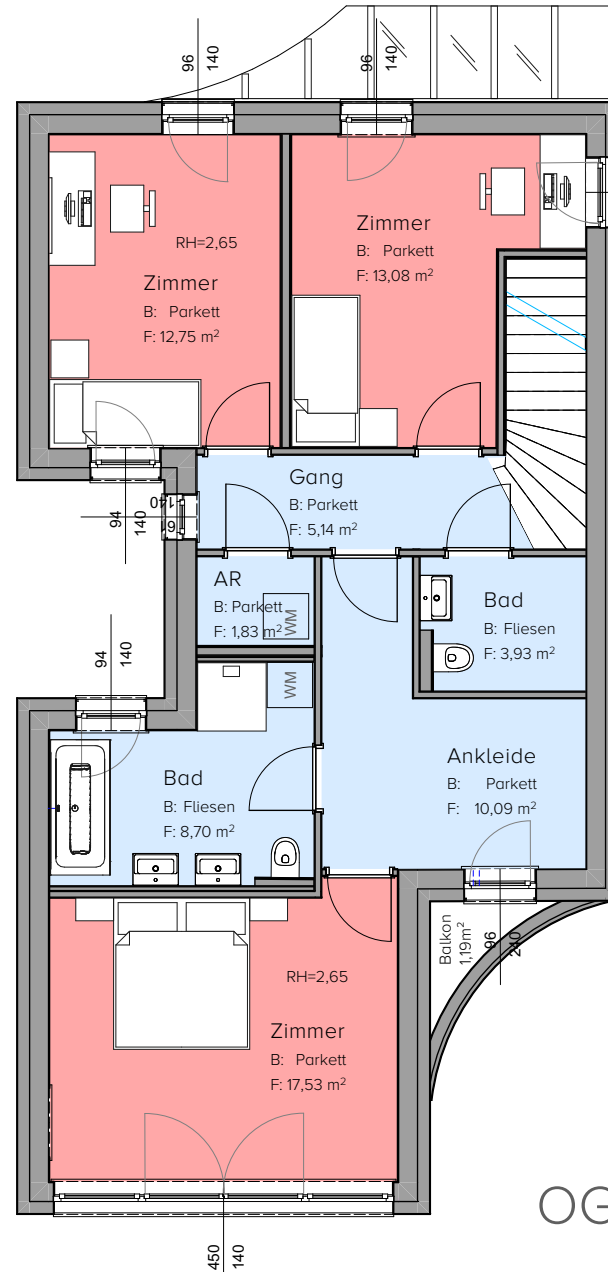 96
140
96
140
Zimmer
B: Parkett
F: 13,08 m²
RH=2,65
Zimmer
B: Parkett
F: 12,75 m²
Gang
B: Parkett
F: 5,14 m²
94
140
140
AR
B: Parkett
F: 1,83 m²
WM
Bad
B: Fliesen
F: 3,93 m²
94
140
WM
Ankleide
B: Parkett
F: 10,09 m²
Bad
B: Fliesen
F: 8,70 m²
Balkon
1,19m²
96
240
RH=2,65
Zimmer
B: Parkett
F: 17,53 m²
OG
450
140